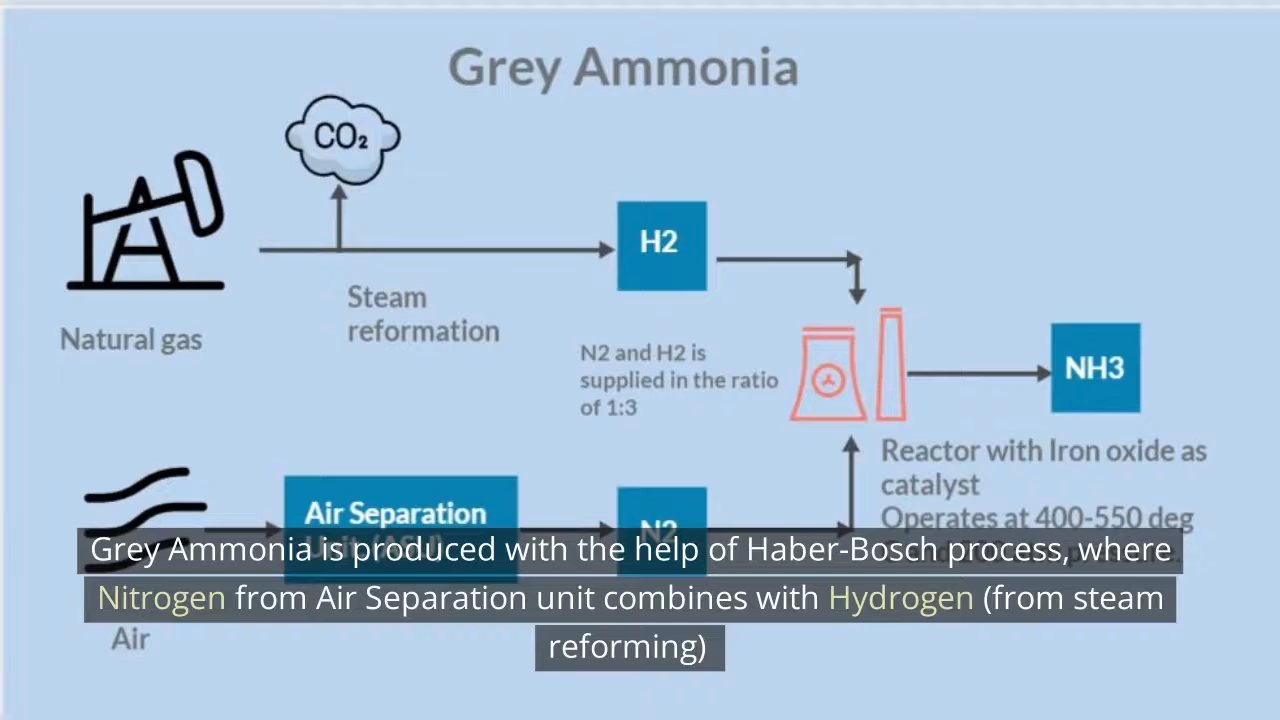 Grey Ammonia
CO₂
H2
Steam
reformation
Natural gas
N2 and H2 is
supplied in the ratio
of 1:3
NH3
Reactor with Iron oxide as
catalyst
Operates at 400-550 deg
Air Separation
N2
Grey Ammonia is produced with the help of Haber-Bosch process, where
Nitrogen from Air Separation unit combines with Hydrogen (from steam
reforming)
Air